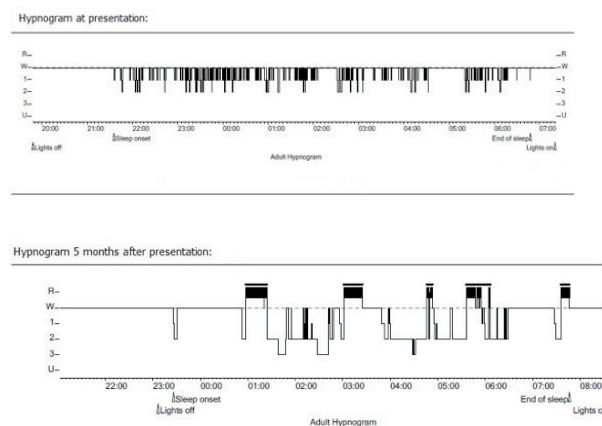 Hypnogram at presentation:
R R
W W
1 1
2 2
3 3
U U
20:00 21:00 22:00 23:00 00:00 01:00 02:00 03:00 04:00 05:00 06:00 07:00
Sleep onset End of sleep
Lights off Lights on
Adult Hypnogram
Hypnogram 5 months after presentation:
R
W
1
2
3
U
22:00 23:00 00:00 01:00 02:00 03:00 04:00 05:00 06:00 07:00 08:00
Sleep onset End of sleep
Lights off Lights o
Adult Hypnogram